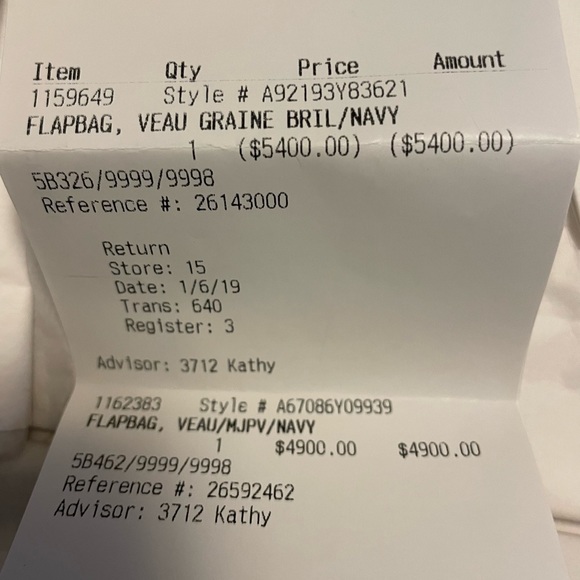 Item Qty Price Amount
1159649 Style # A92193Y83621
FLAPBAG, VEAU GRAINE BRIL/NAVY
1 ($5400.00) ($5400.00)
5B326/9999/9998
Reference #: 26143000
Return
Store: 15
Date: 1/6/19
Trans: 640
Register: 3
Advisor: 3712 Kathy
1162383 Style # A67086Y09939
FLAPBAG, VEAU/MJPV/NAVY
1 $4900.00 $4900.00
5B462/9999/9998
Reference #: 26592462
Advisor: 3712 Kathy